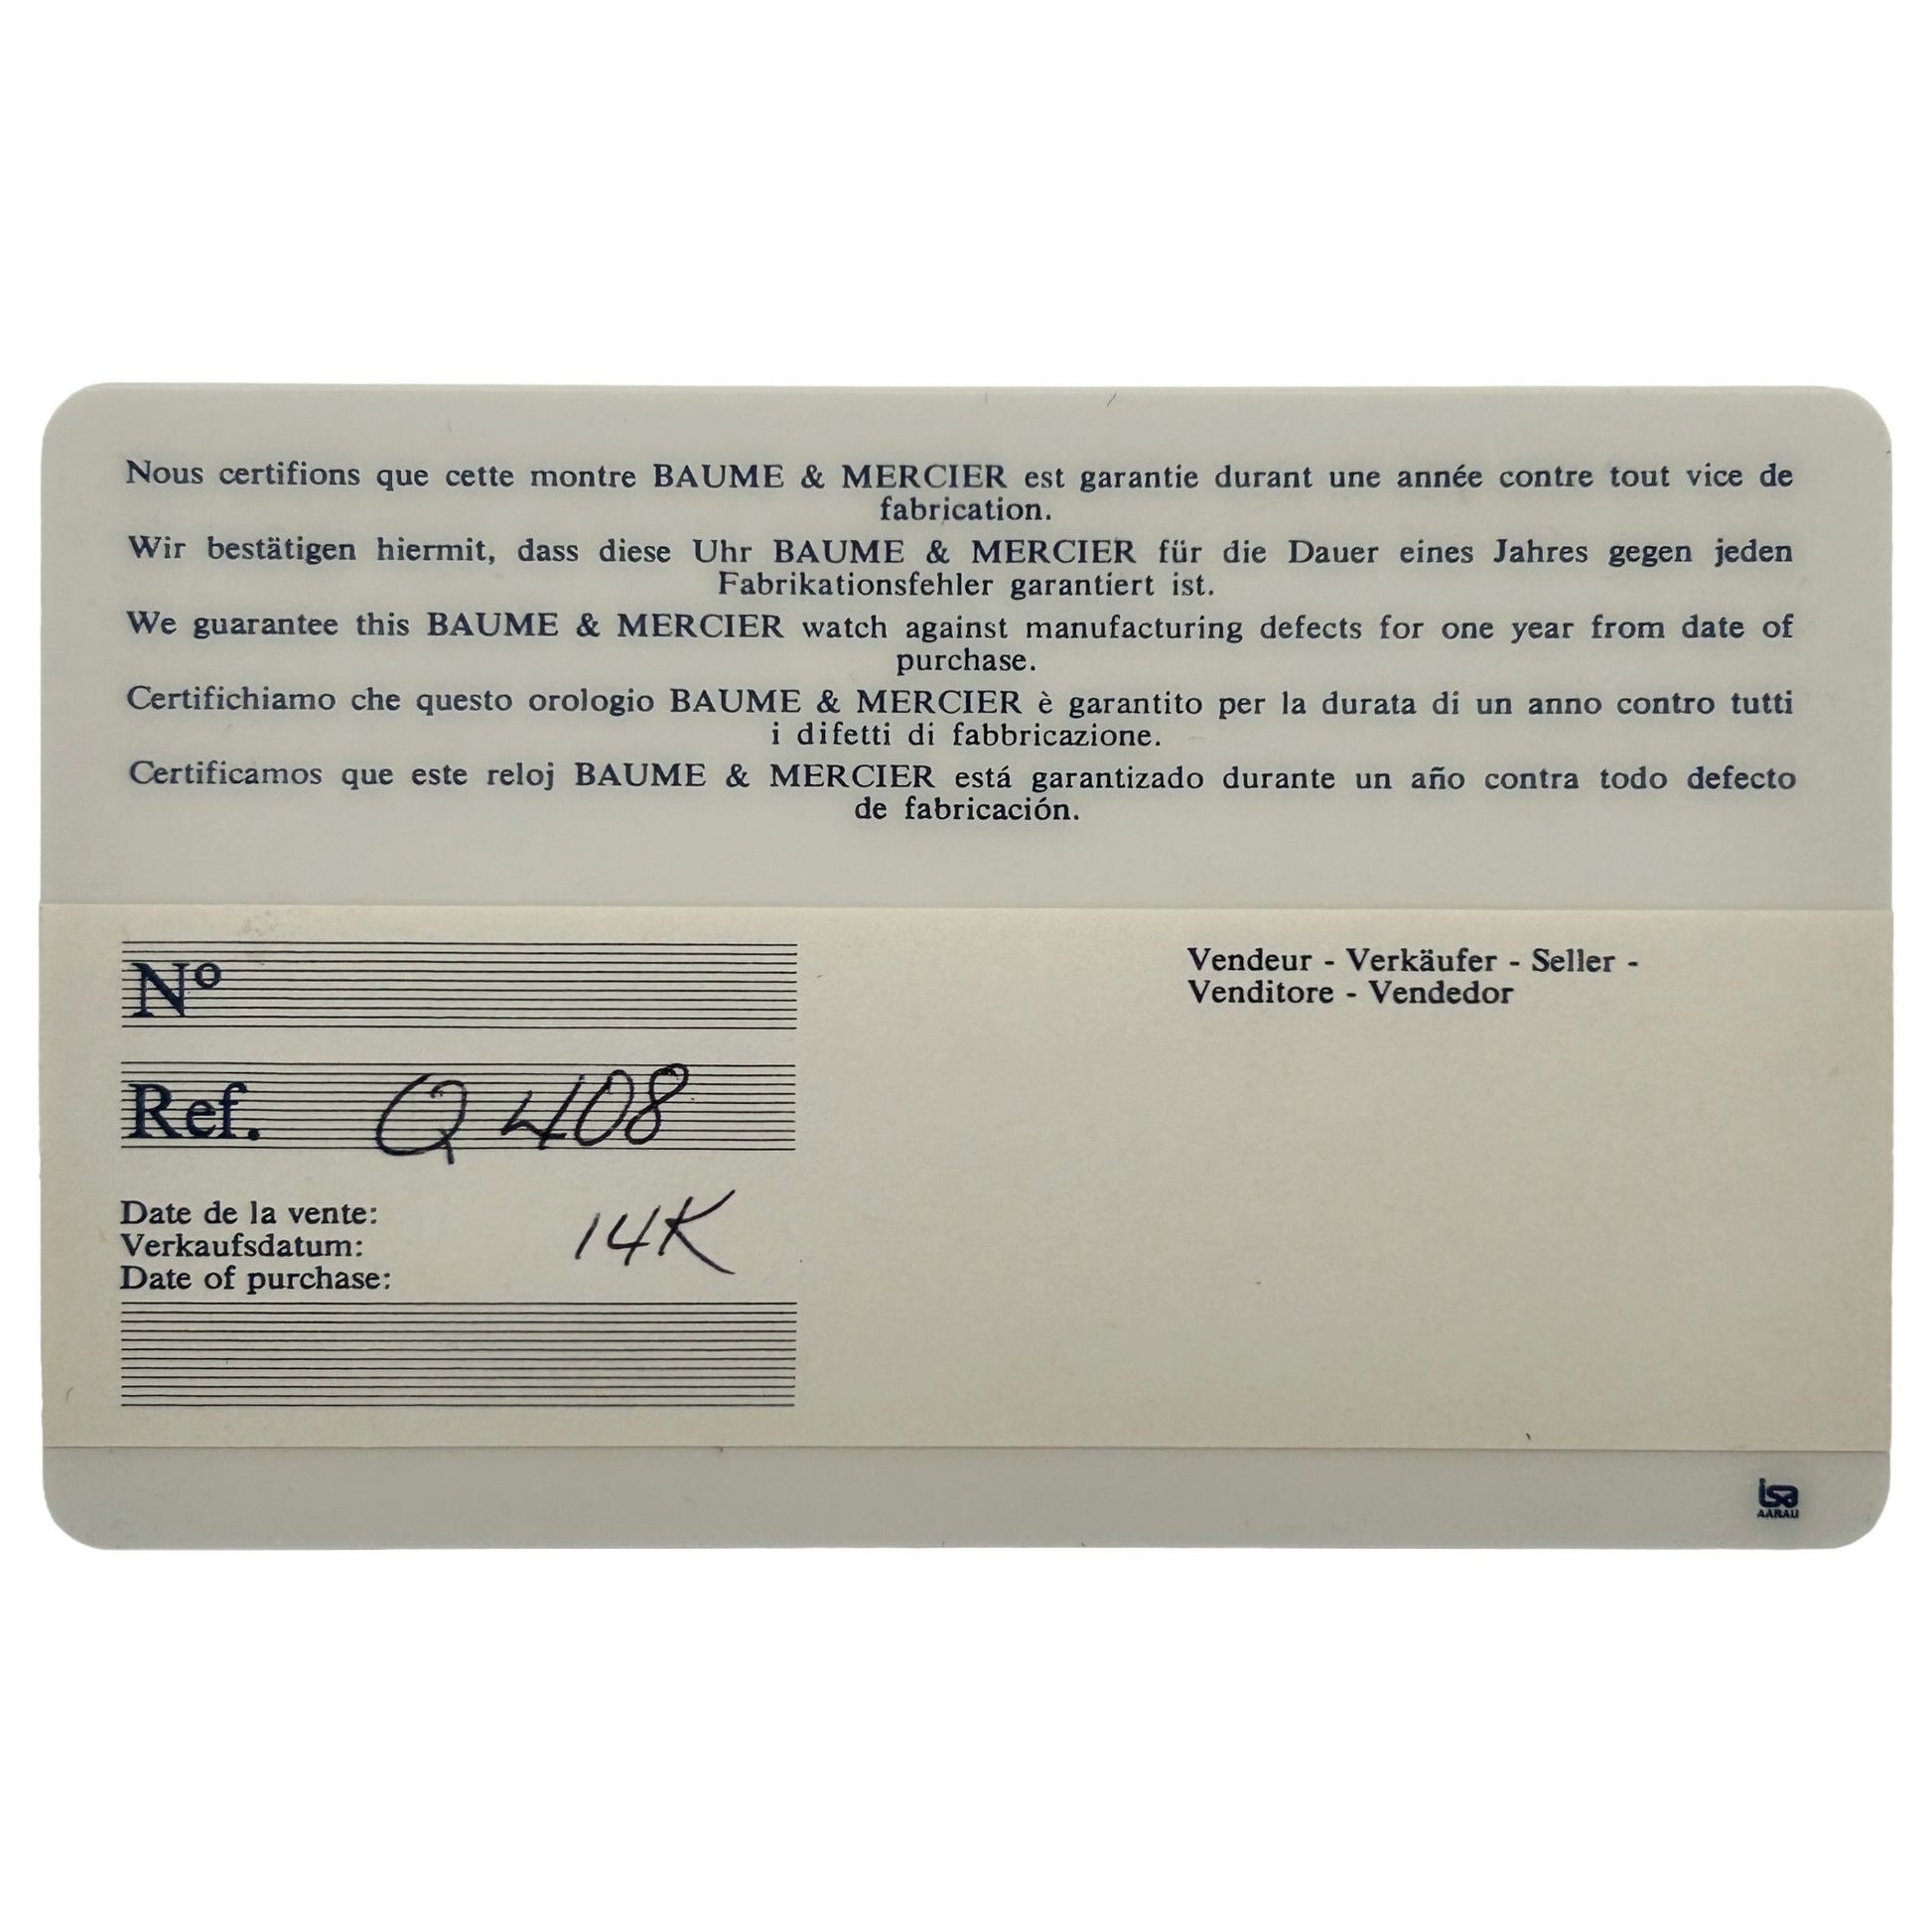 Nous certifions que cette montre BAUME & MERCIER est garantie durant une année contre tout vice de
fabrication.
Wir bestätigen hiermit, dass diese Uhr BAUME & MERCIER für die Dauer eines Jahres gegen jeden
Fabrikationsfehler garantiert ist.
We guarantee this BAUME & MERCIER watch against manufacturing defects for one year from date of
purchase.
Certifichiamo che questo orologio BAUME & MERCIER è garantito per la durata di un anno contro tutti
i difetti di fabbricazione.
Certificamos que este reloj BAUME & MERCIER está garantizado durante un año contra todo defecto
de fabricación.
Nº
Ref. Q 408
Date de la vente:
Verkaufsdatum:
Date of purchase:
14K
Vendeur - Verkäufer - Seller -
Venditore - Vendedor
isa
AARAU